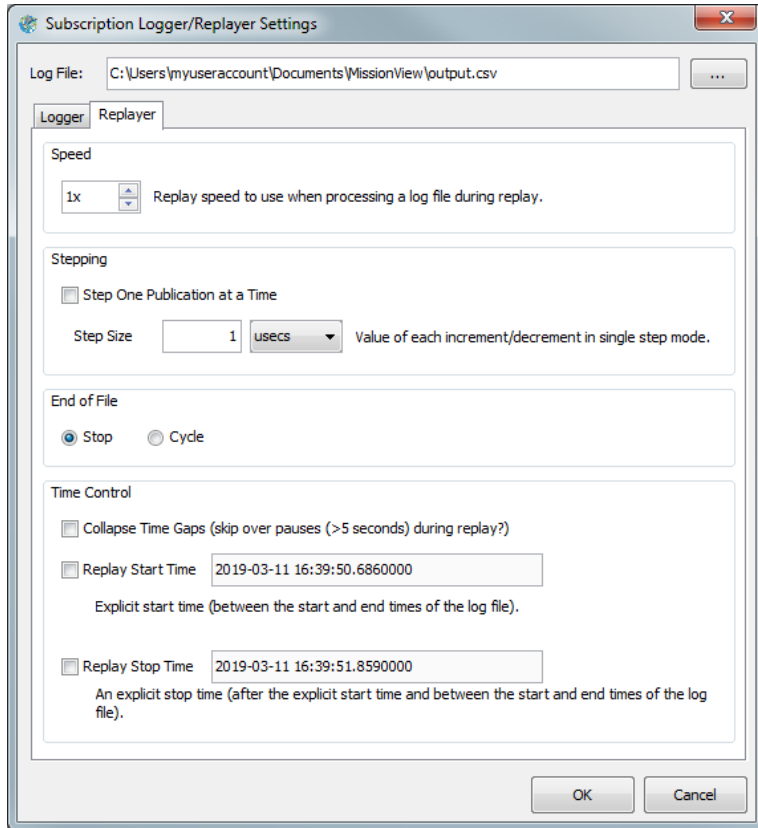 Subscription Logger/Replayer Settings
Log File: C:\Users\myuseraccount\Documents\MissionView\output.csv ...
Logger Replayer
Speed
1x Replay speed to use when processing a log file during replay.
Stepping
Step One Publication at a Time
Step Size 1 usecs Value of each increment/decrement in single step mode.
End of File
Stop Cycle
Time Control
Collapse Time Gaps (skip over pauses (>5 seconds) during replay?)
Replay Start Time 2019-03-11 16:39:50.6860000
Explicit start time (between the start and end times of the log file).
Replay Stop Time 2019-03-11 16:39:51.8590000
An explicit stop time (after the explicit start time and between the start and end times of the log
file).
OK Cancel